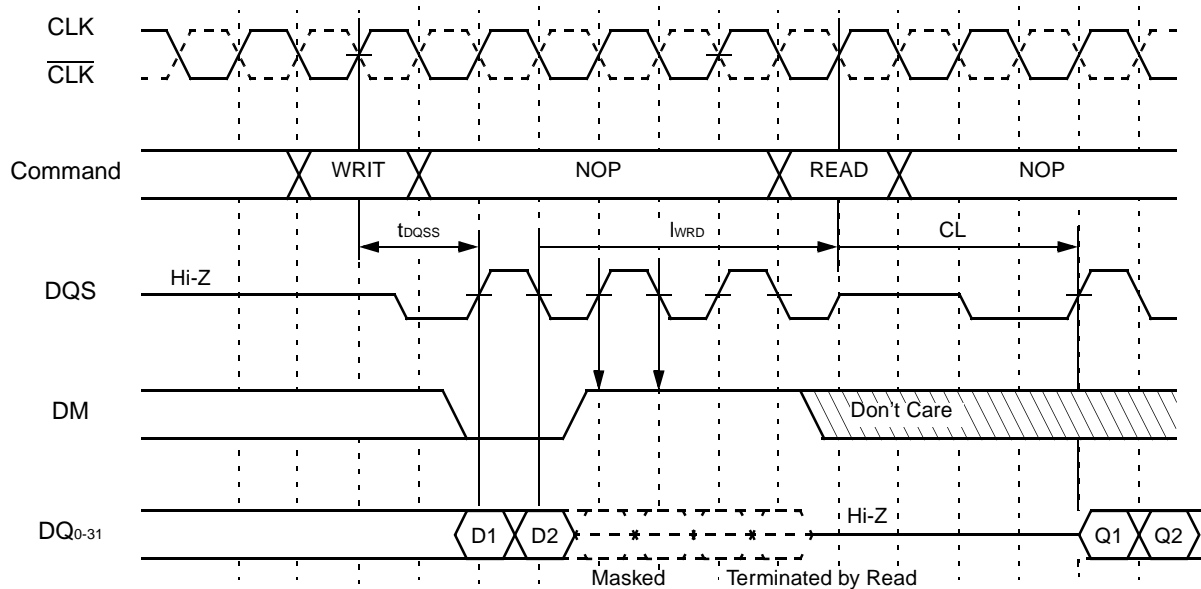 CLK
CLK
Command
WRIT
NOP
READ
NOP
tDQSS
lWRD
CL
Hi-Z
DQS
DM
Don't Care
DQ0-31
D1
D2
Hi-Z
Q1
Q2
Masked
Terminated by Read